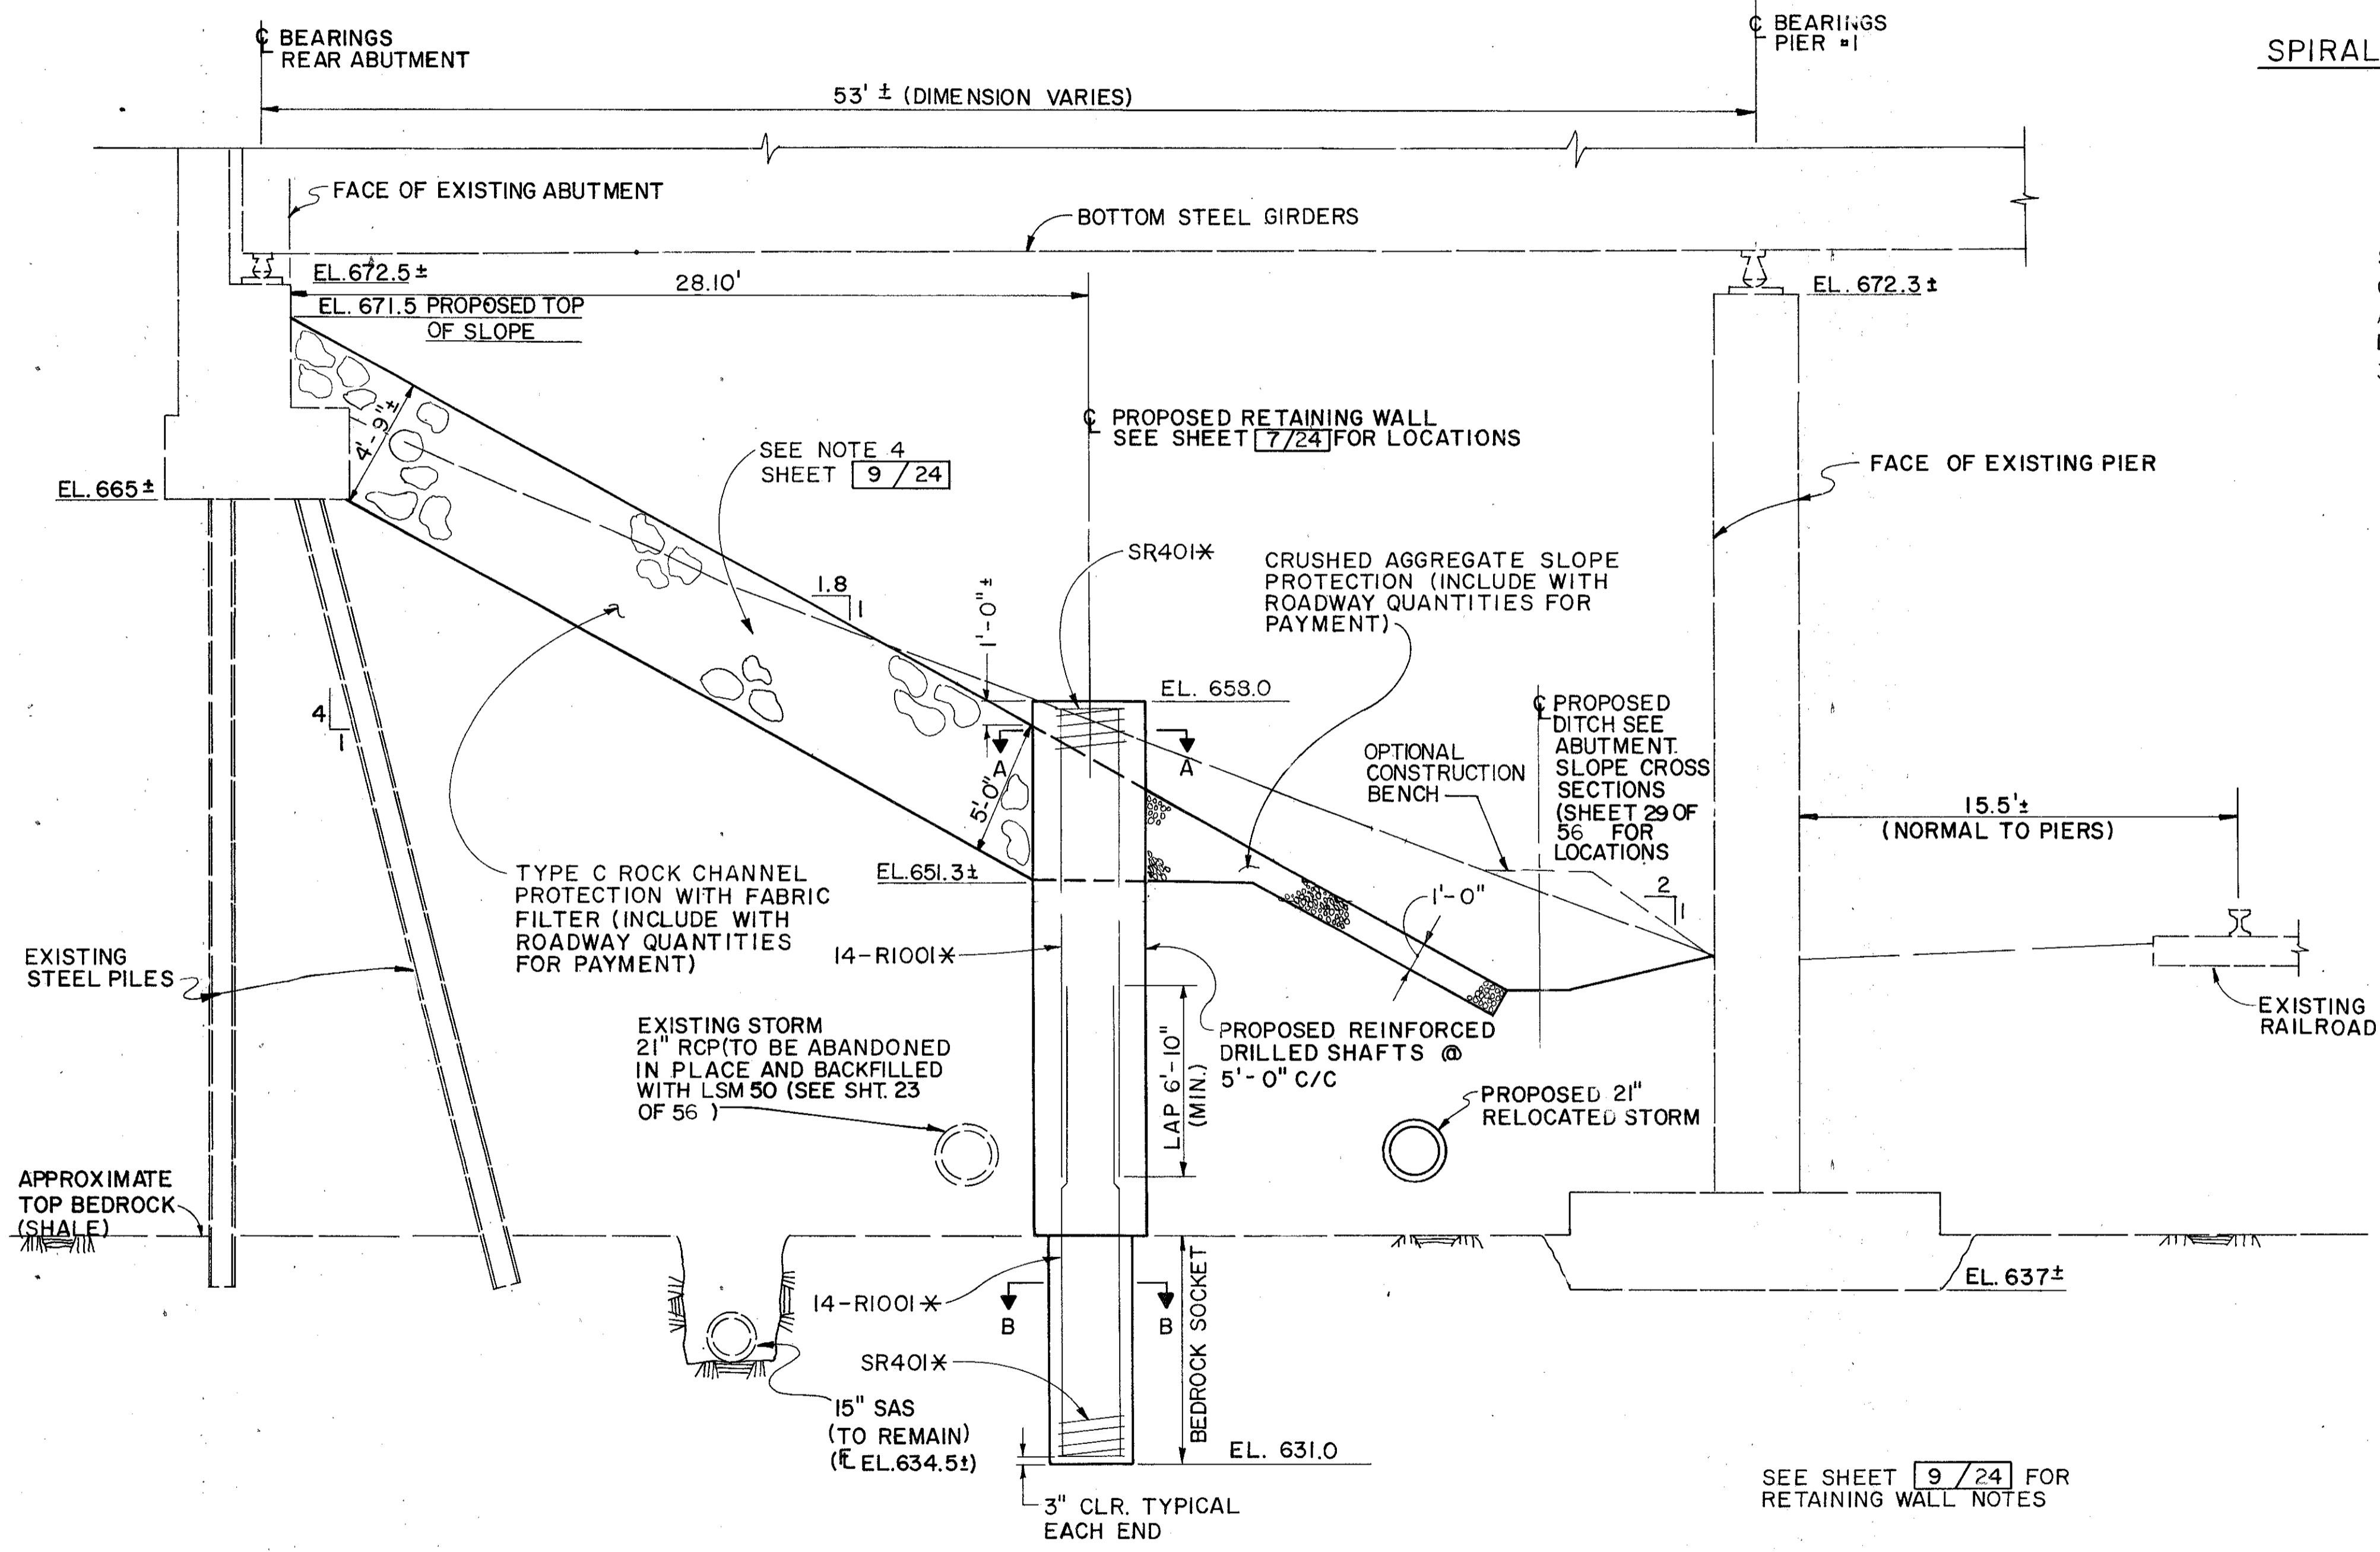 ℄ BEARINGS
REAR ABUTMENT
℄ BEARINGS
PIER #1
SPIRAL
53' ± (DIMENSION VARIES)
FACE OF EXISTING ABUTMENT
BOTTOM STEEL GIRDERS
EL.672.5±
28.10'
EL. 672.3±
EL. 671.5 PROPOSED TOP
OF SLOPE
4'-9"±
℄ PROPOSED RETAINING WALL
SEE SHEET 7/24 FOR LOCATIONS
SEE NOTE 4
SHEET 9 / 24
FACE OF EXISTING PIER
EL.665±
SR401*
CRUSHED AGGREGATE SLOPE
PROTECTION (INCLUDE WITH
ROADWAY QUANTITIES FOR
PAYMENT)
1.8
1
1'-0"±
EL. 658.0
4
1
A
A
5'-0"
OPTIONAL
CONSTRUCTION
BENCH
℄ PROPOSED
DITCH SEE
ABUTMENT.
SLOPE CROSS
SECTIONS
(SHEET 29 OF
56 FOR
LOCATIONS
15.5'±
(NORMAL TO PIERS)
2
1
EL.651.3±
TYPE C ROCK CHANNEL
PROTECTION WITH FABRIC
FILTER (INCLUDE WITH
ROADWAY QUANTITIES
FOR PAYMENT)
1'-0"
14-R1001*
EXISTING
STEEL PILES
EXISTING
RAILROAD
EXISTING STORM
21" RCP(TO BE ABANDONED
IN PLACE AND BACKFILLED
WITH LSM 50 (SEE SHT. 23
OF 56 )
LAP 6'-10"
(MIN.)
PROPOSED REINFORCED
DRILLED SHAFTS @
5'-0" C/C
PROPOSED 21"
RELOCATED STORM
APPROXIMATE
TOP BEDROCK
(SHALE)
BEDROCK SOCKET
EL. 637±
14-R1001*
B
B
SR401*
15" SAS
(TO REMAIN)
(℄ EL.634.5±)
EL. 631.0
3" CLR. TYPICAL
EACH END
SEE SHEET 9 / 24 FOR
RETAINING WALL NOTES